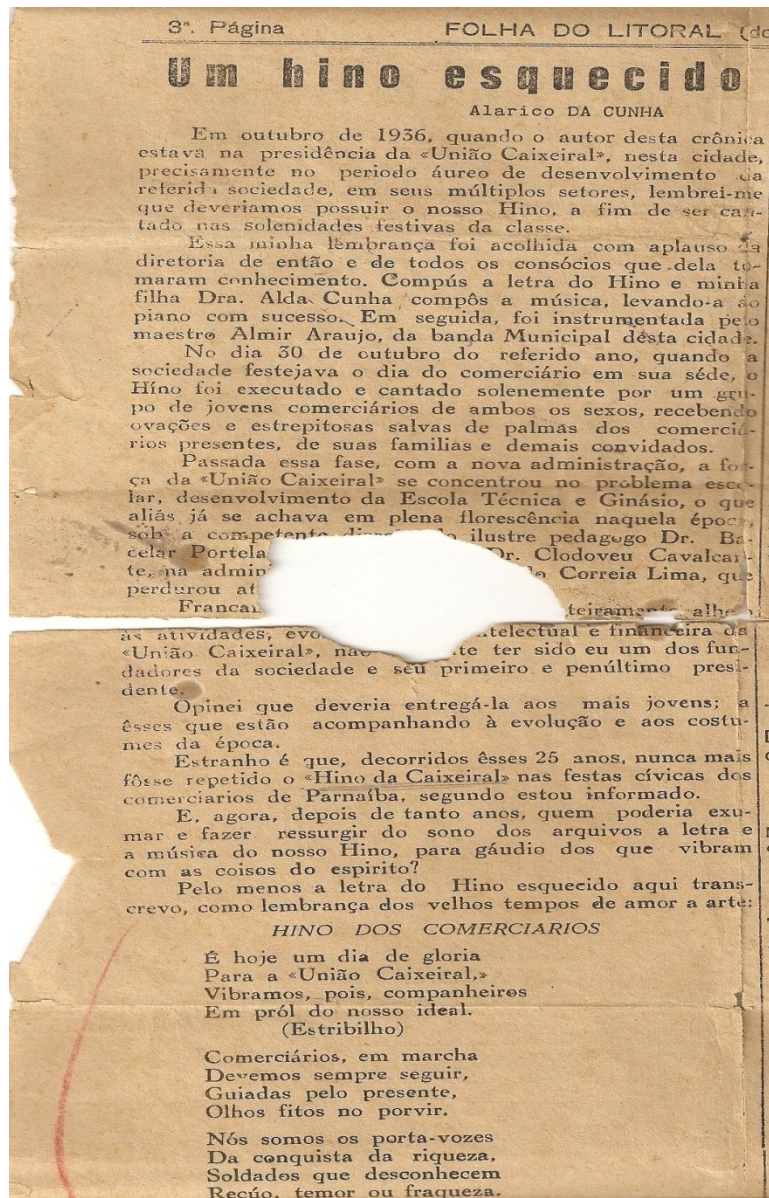 3ª. Página FOLHA DO LITORAL (do
Um hino esquecido
Alarico DA CUNHA
Em outubro de 1936, quando o autor desta crônica
estava na presidência da «União Caixeiral», nesta cidade,
precisamente no periodo áureo de desenvolvimento da
referida sociedade, em seus múltiplos setores, lembrei-me
que deveriamos possuir o nosso Hino, a fim de ser can-
tado nas solenidades festivas da classe.
Essa minha lembrança foi acolhida com aplauso da
diretoria de então e de todos os consócios que dela to-
maram conhecimento. Compús a letra do Hino e minha
filha Dra. Alda Cunha compôs a música, levando-a ao
piano com sucesso. Em seguida, foi instrumentada pelo
maestro Almir Araujo, da banda Municipal désta cidade.
No dia 30 de outubro do referido ano, quando a
sociedade festejava o dia do comerciário em sua séde, o
Híno foi executado e cantado solenemente por um gru-
po de jovens comerciários de ambos os sexos, recebendo
ovações e estrepitosas salvas de palmas dos comerciá-
rios presentes, de suas familias e demais convidados.
Passada essa fase, com a nova administração, a for-
ça da «União Caixeiral» se concentrou no problema esco-
lar, desenvolvimento da Escola Técnica e Ginásio, o que
aliás já se achava em plena florescência naquela época,
sob a competente ilustre pedagogo Dr. Ba-
celar Portela Dr. Clodoveu Cavalcan-
te, na admini Correia Lima, que
perdurou at
Francam teiramente alheio
às atividades, evo telectual e financeira da
«União Caixeiral», não te ter sido eu um dos fun-
dadores da sociedade e seu primeiro e penúltimo presi-
dente.
Opinei que deveria entregá-la aos mais jovens; a
êsses que estão acompanhando à evolução e aos costu-
mes da época.
Estranho é que, decorridos êsses 25 anos, nunca mais
fôsse repetido o «Hino da Caixeiral» nas festas cívicas dos
comerciarios de Parnaíba, segundo estou informado.
E, agora, depois de tanto anos, quem poderia exu-
mar e fazer ressurgir do sono dos arquivos a letra e
a música do nosso Hino, para gáudio dos que vibram
com as coisos do espirito?
Pelo menos a letra do Hino esquecido aqui trans-
crevo, como lembrança dos velhos tempos de amor a arte:
HINO DOS COMERCIARIOS
É hoje um dia de gloria
Para a «União Caixeiral,»
Vibramos, pois, companheiros
Em pról do nosso ideal.
(Estribilho)
Comerciários, em marcha
Devemos sempre seguir,
Guiadas pelo presente,
Olhos fitos no porvir.
Nós somos os porta-vozes
Da conquista da riqueza,
Soldados que desconhecem
Recúo, temor ou fraqueza.